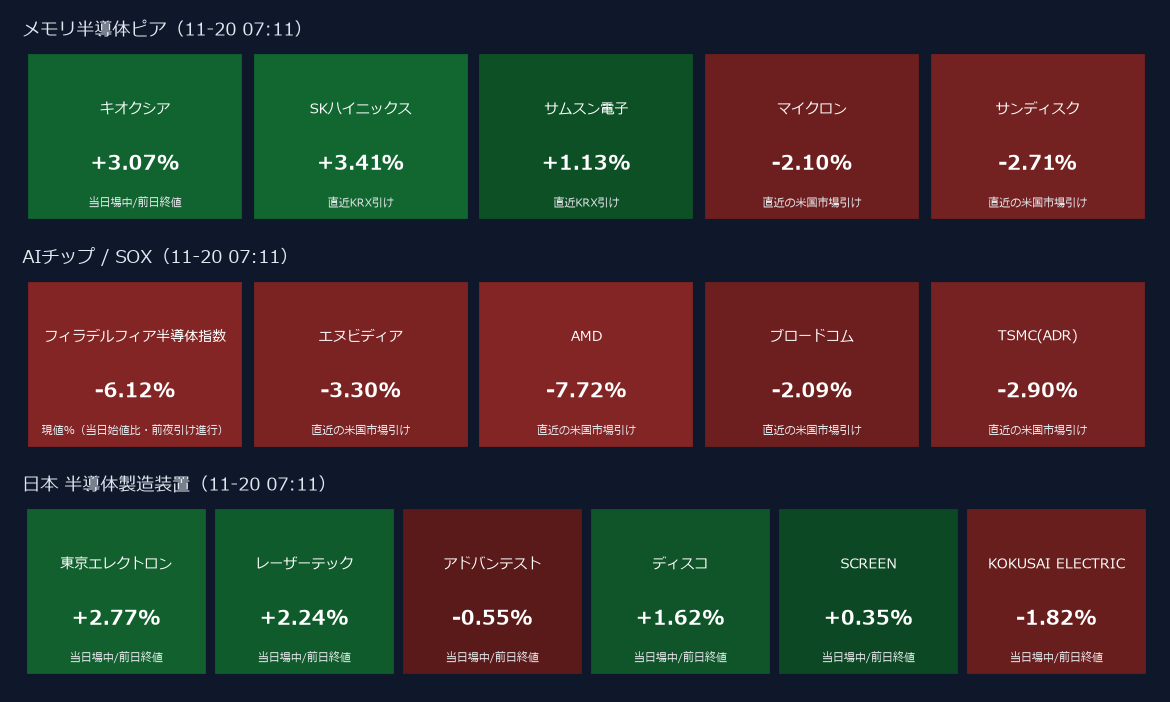 メモリ半導体ピア（11-20 07:11）
キオクシア
+3.07%
当日場中/前日終値
SKハイニックス
+3.41%
直近KRX引け
サムスン電子
+1.13%
直近KRX引け
マイクロン
-2.10%
直近の米国市場引け
サンディスク
-2.71%
直近の米国市場引け
AIチップ / SOX（11-20 07:11）
フィラデルフィア半導体指数
-6.12%
現値%（当日始値比・前夜引け進行）
エヌビディア
-3.30%
直近の米国市場引け
AMD
-7.72%
直近の米国市場引け
ブロードコム
-2.09%
直近の米国市場引け
TSMC(ADR)
-2.90%
直近の米国市場引け
日本 半導体製造装置（11-20 07:11）
東京エレクトロン
+2.77%
当日場中/前日終値
レーザーテック
+2.24%
当日場中/前日終値
アドバンテスト
-0.55%
当日場中/前日終値
ディスコ
+1.62%
当日場中/前日終値
SCREEN
+0.35%
当日場中/前日終値
KOKUSAI ELECTRIC
-1.82%
当日場中/前日終値